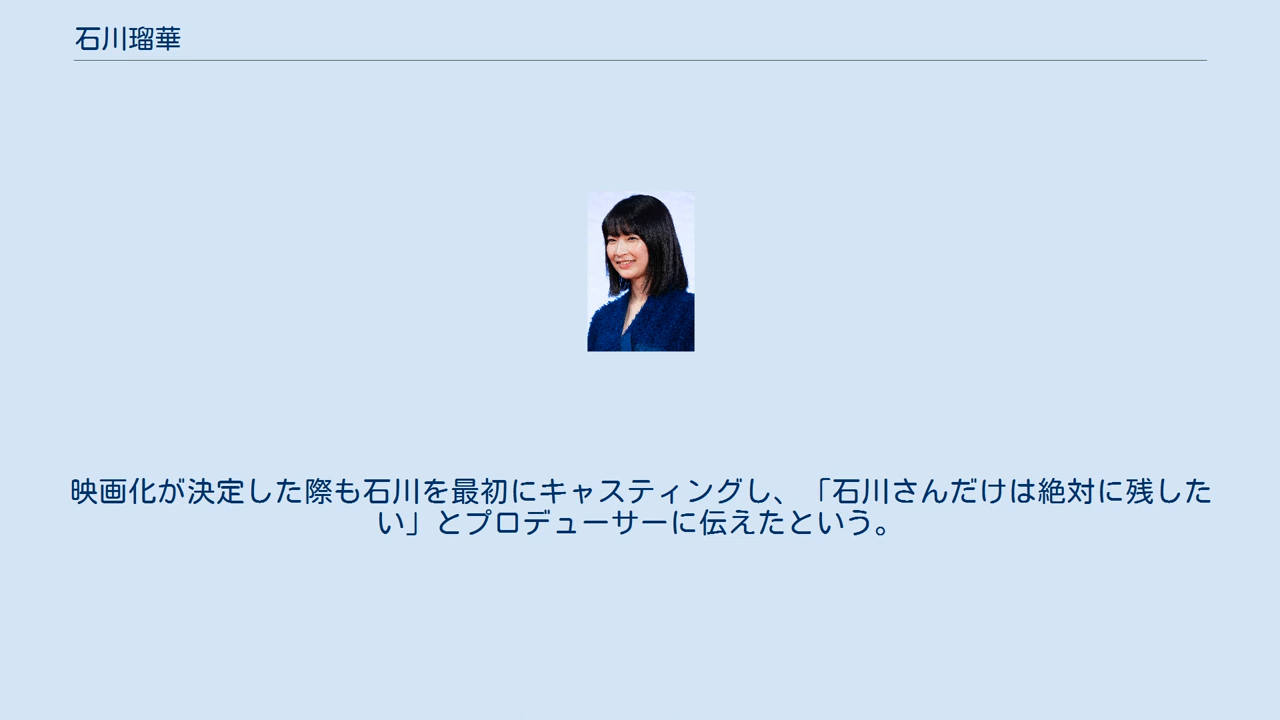 石川瑠華
映画化が決定した際も石川を最初にキャスティングし、「石川さんだけは絶対に残した
い」とプロデューサーに伝えたという。